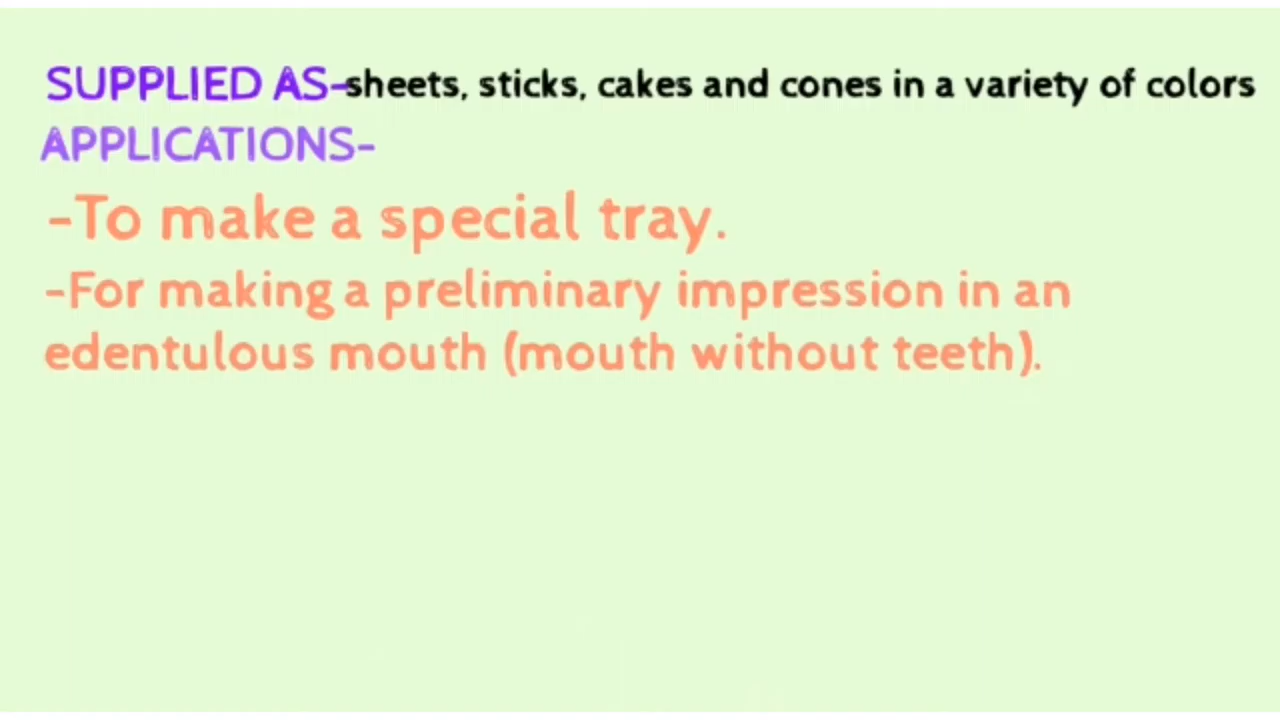 SUPPLIED AS-sheets, sticks, cakes and cones in a variety of colors
APPLICATIONS-
-To make a special tray.
-For making a preliminary impression in an
edentulous mouth (mouth without teeth).